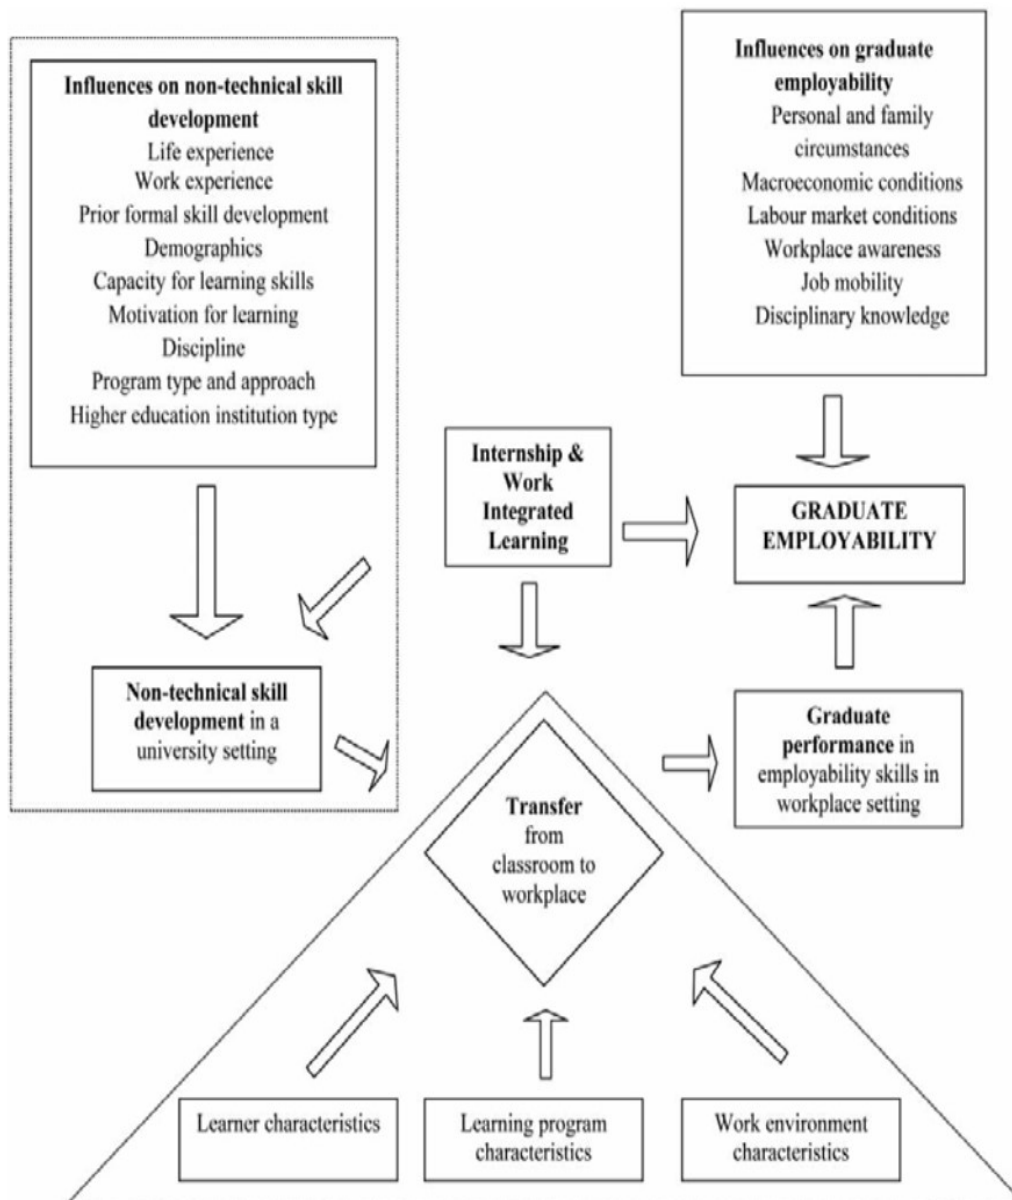 Influences on non-technical skill
development
Life experience
Work experience
Prior formal skill development
Demographics
Capacity for learning skills
Motivation for learning
Discipline
Program type and approach
Higher education institution type
Influences on graduate
employability
Personal and family
circumstances
Macroeconomic conditions
Labour market conditions
Workplace awareness
Job mobility
Disciplinary knowledge
Internship &
Work
Integrated
Learning
GRADUATE
EMPLOYABILITY
Non-technical skill
development in a
university setting
Transfer
from
classroom to
workplace
Graduate
performance in
employability skills in
workplace setting
Learner characteristics
Learning program
characteristics
Work environment
characteristics